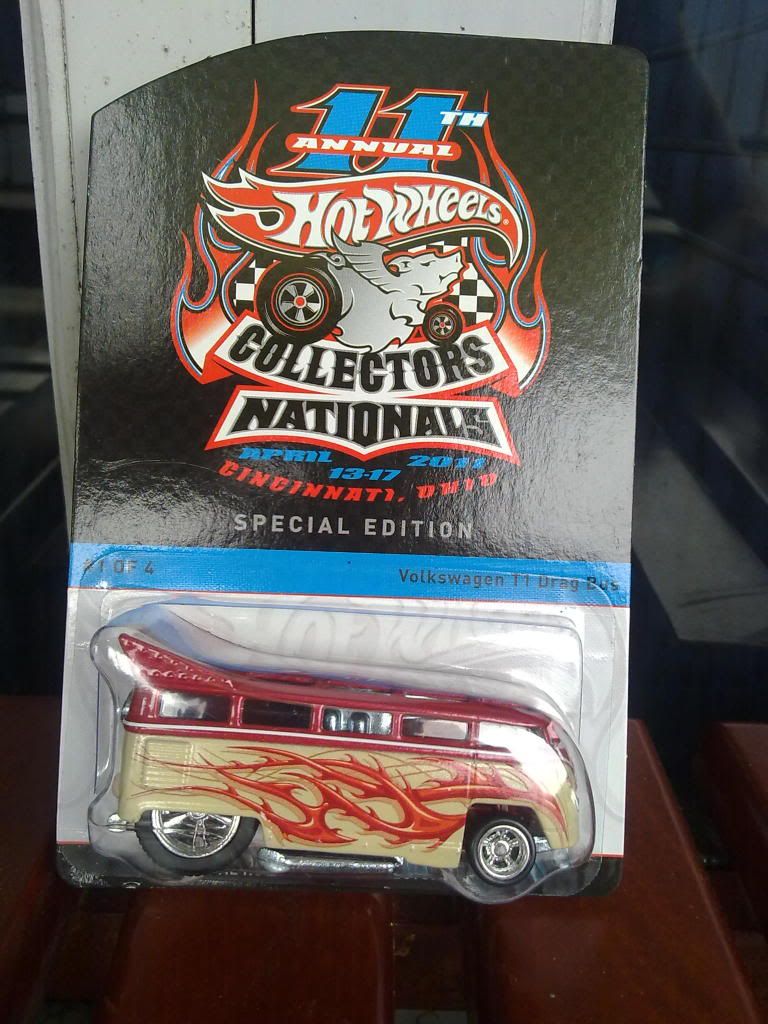 11TH
ANNUAL
HOT WHEELS®
COLLECTORS
NATIONALS
APRIL 13-17 2011
CINCINNATI, OHIO
SPECIAL EDITION
#1 OF 4
Volkswagen T1 Drag Bus